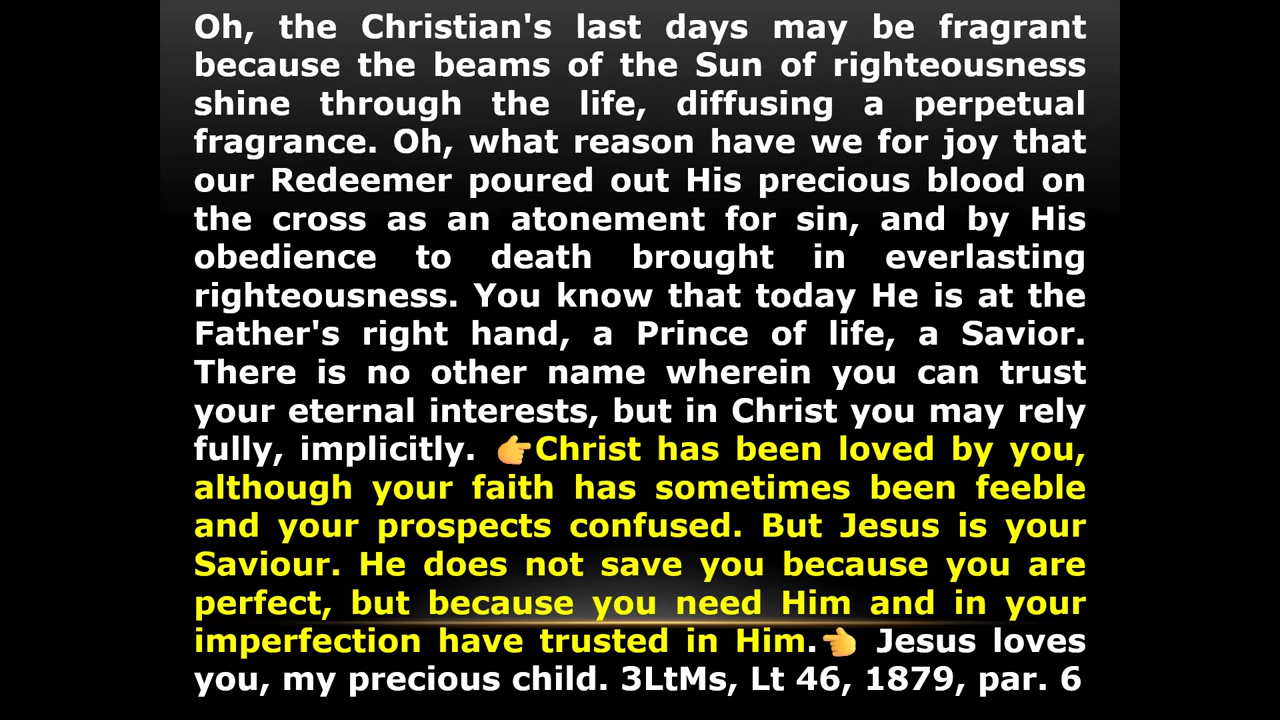 Oh, the Christian's last days may be fragrant
because the beams of the Sun of righteousness
shine through the life, diffusing a perpetual
fragrance. Oh, what reason have we for joy that
our Redeemer poured out His precious blood on
the cross as an atonement for sin, and by His
obedience to death brought in everlasting
righteousness. You know that today He is at the
Father's right hand, a Prince of life, a Savior.
There is no other name wherein you can trust
your eternal interests, but in Christ you may rely
fully, implicitly. 👉Christ has been loved by you,
although your faith has sometimes been feeble
and your prospects confused. But Jesus is your
Saviour. He does not save you because you are
perfect, but because you need Him and in your
imperfection have trusted in Him.👈 Jesus loves
you, my precious child. 3LtMs, Lt 46, 1879, par. 6